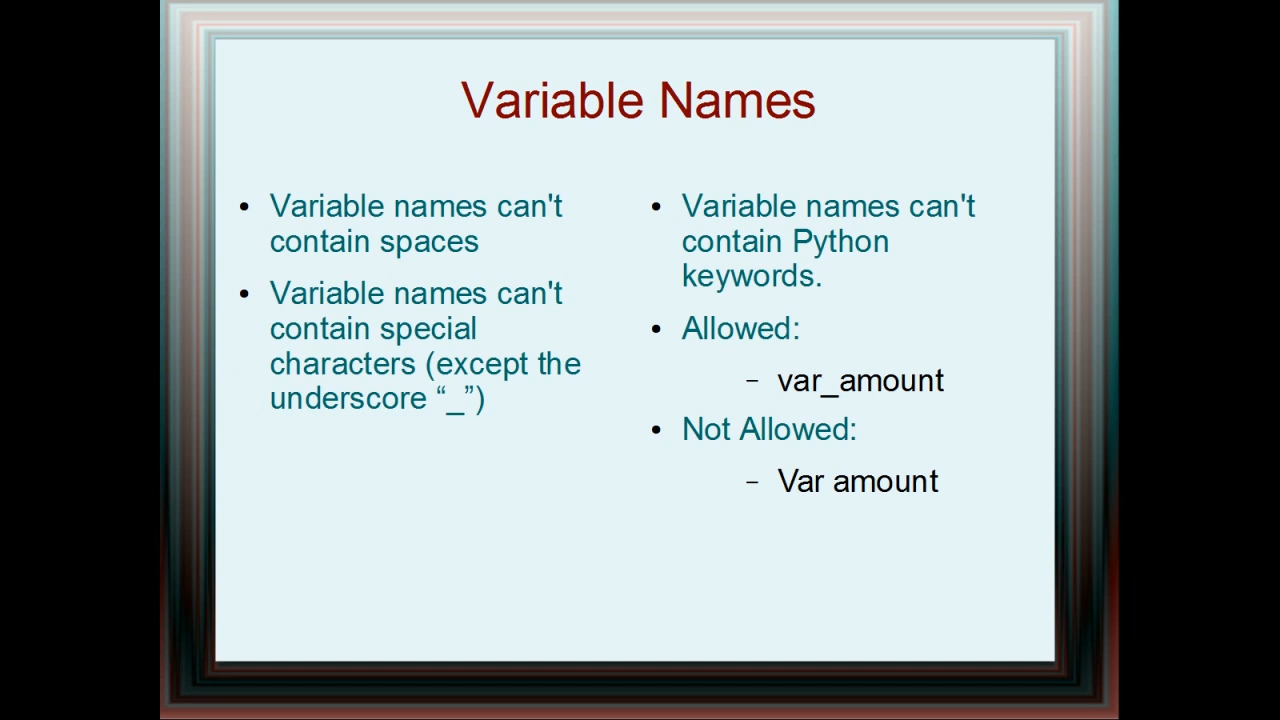 Variable Names
• Variable names can't
contain spaces
• Variable names can't
contain special
characters (except the
underscore “_”)
• Variable names can't
contain Python
keywords.
• Allowed:
– var_amount
• Not Allowed:
– Var amount